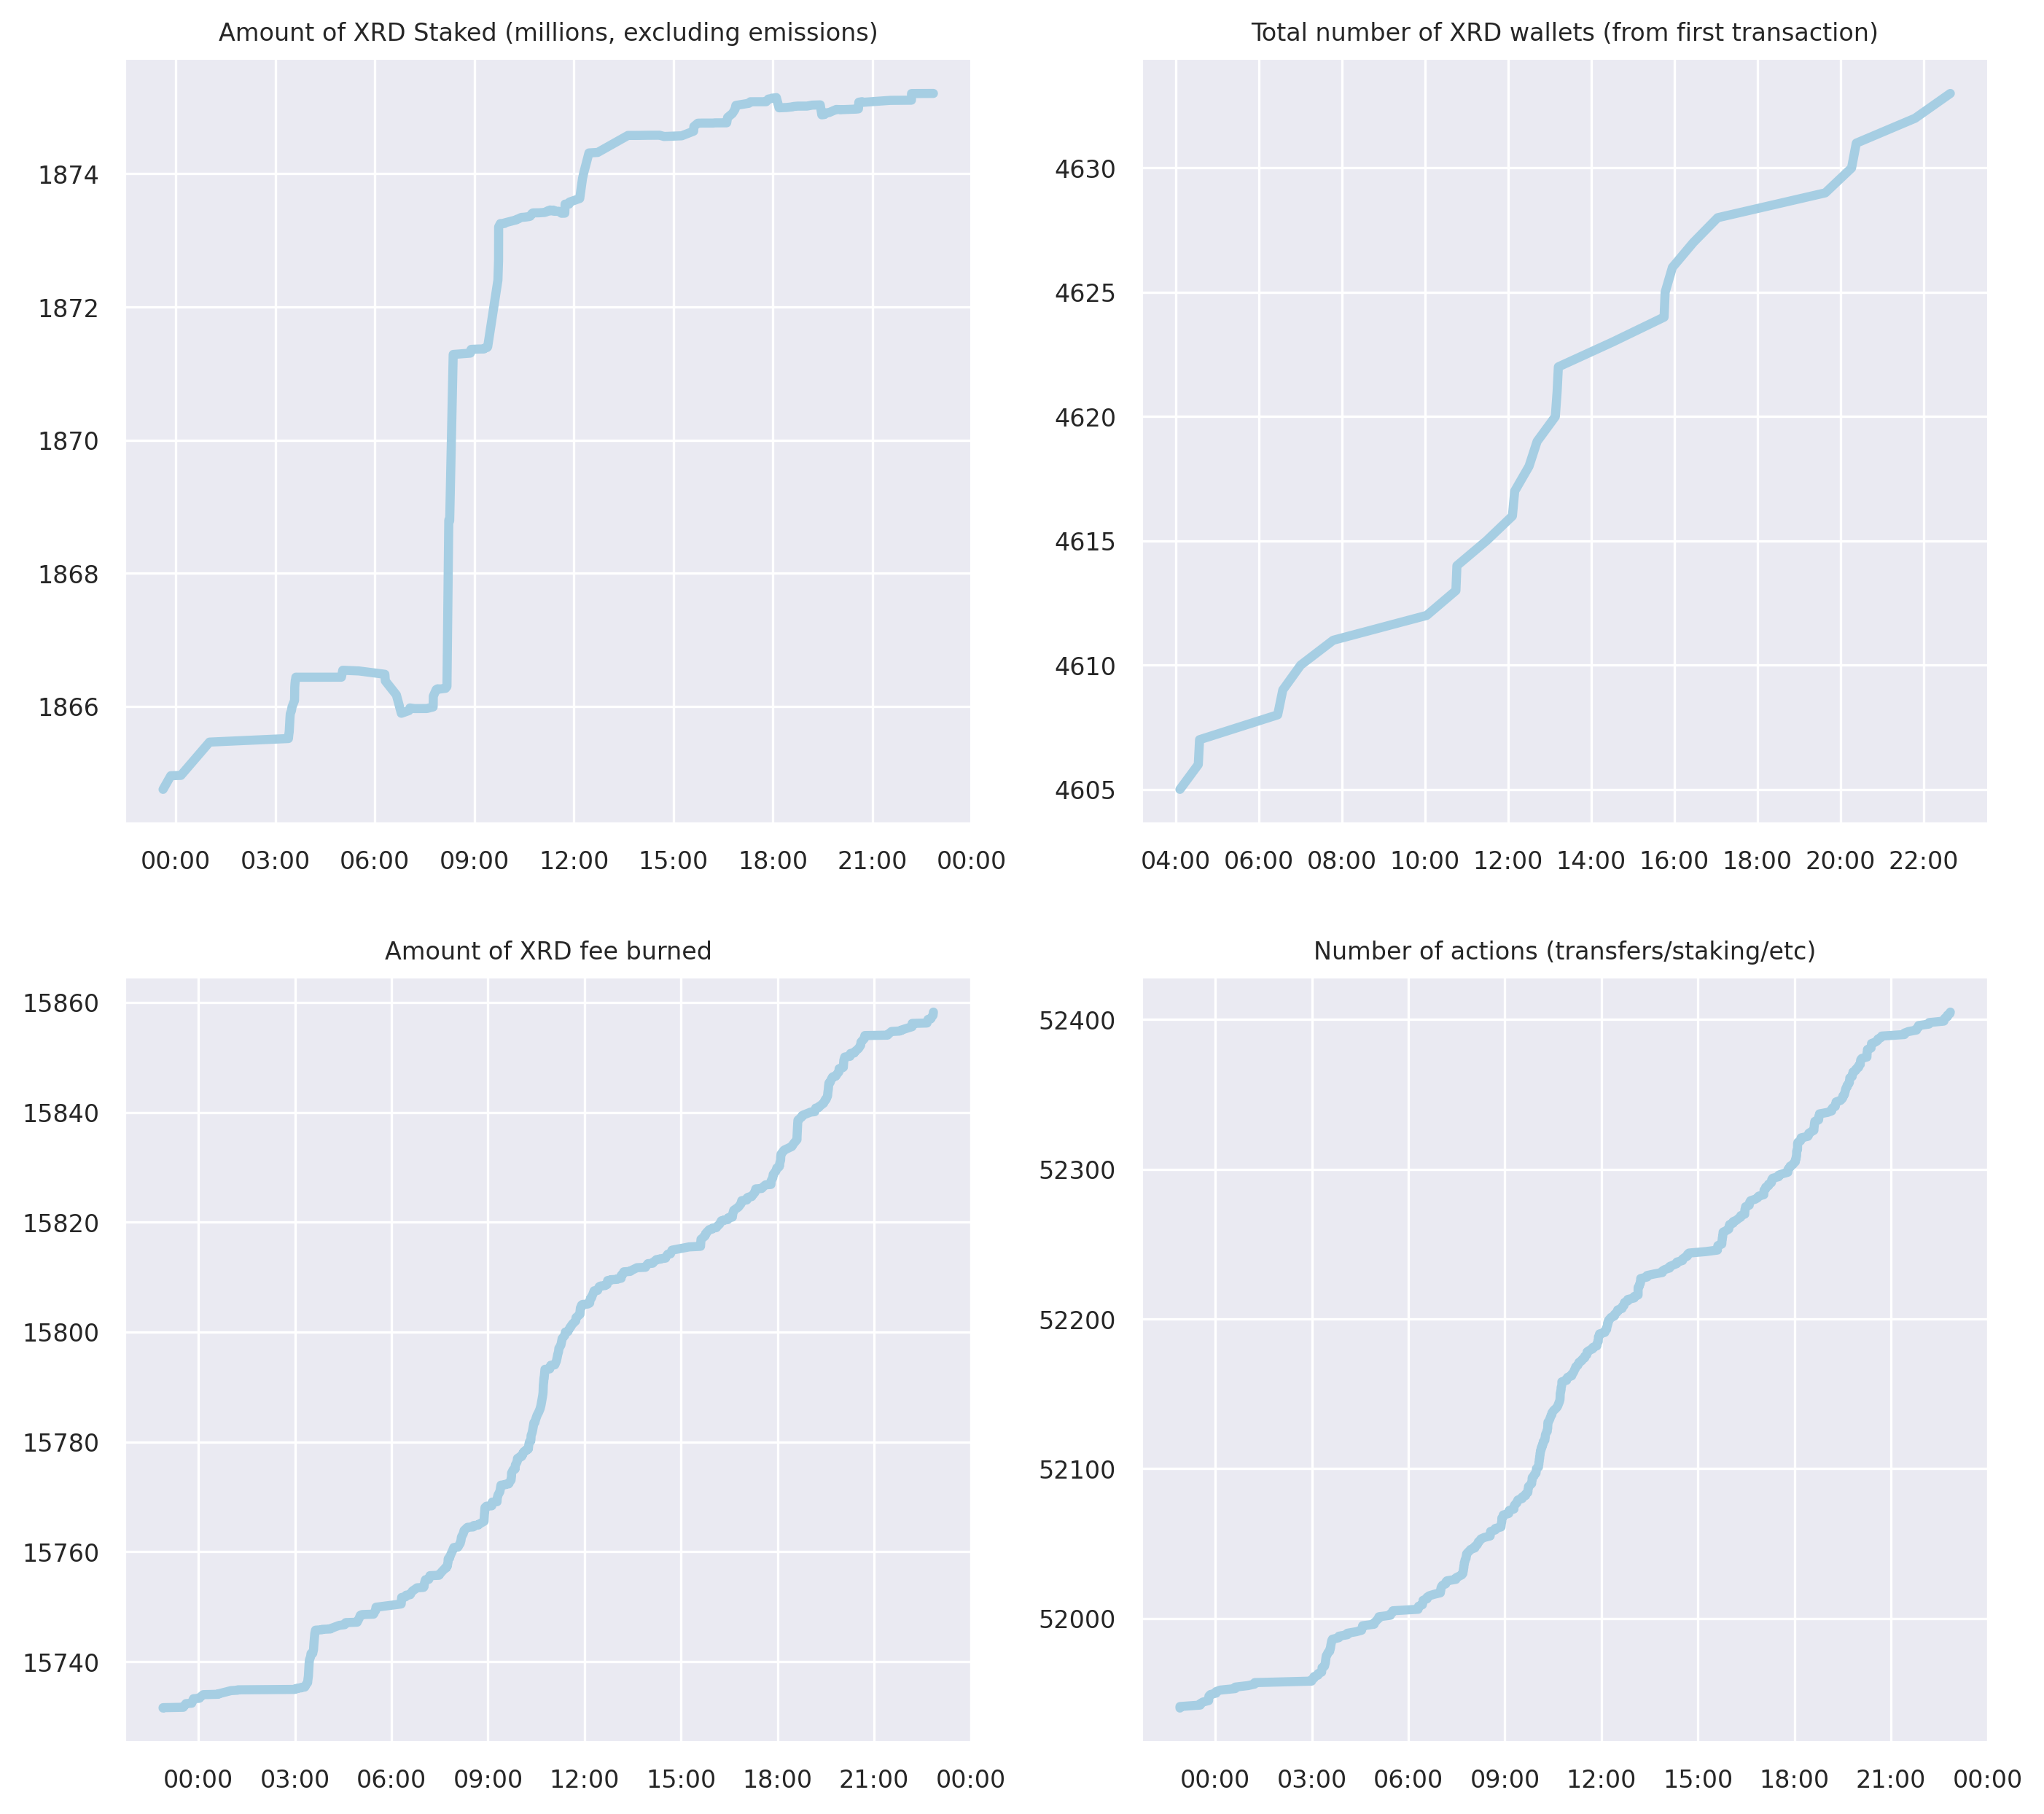 Amount of XRD Staked (millions, excluding emissions)
1874
1872
1870
1868
1866
00:00 03:00 06:00 09:00 12:00 15:00 18:00 21:00 00:00
Total number of XRD wallets (from first transaction)
4630
4625
4620
4615
4610
4605
04:00 06:00 08:00 10:00 12:00 14:00 16:00 18:00 20:00 22:00
Amount of XRD fee burned
15860
15840
15820
15800
15780
15760
15740
00:00 03:00 06:00 09:00 12:00 15:00 18:00 21:00 00:00
Number of actions (transfers/staking/etc)
52400
52300
52200
52100
52000
00:00 03:00 06:00 09:00 12:00 15:00 18:00 21:00 00:00